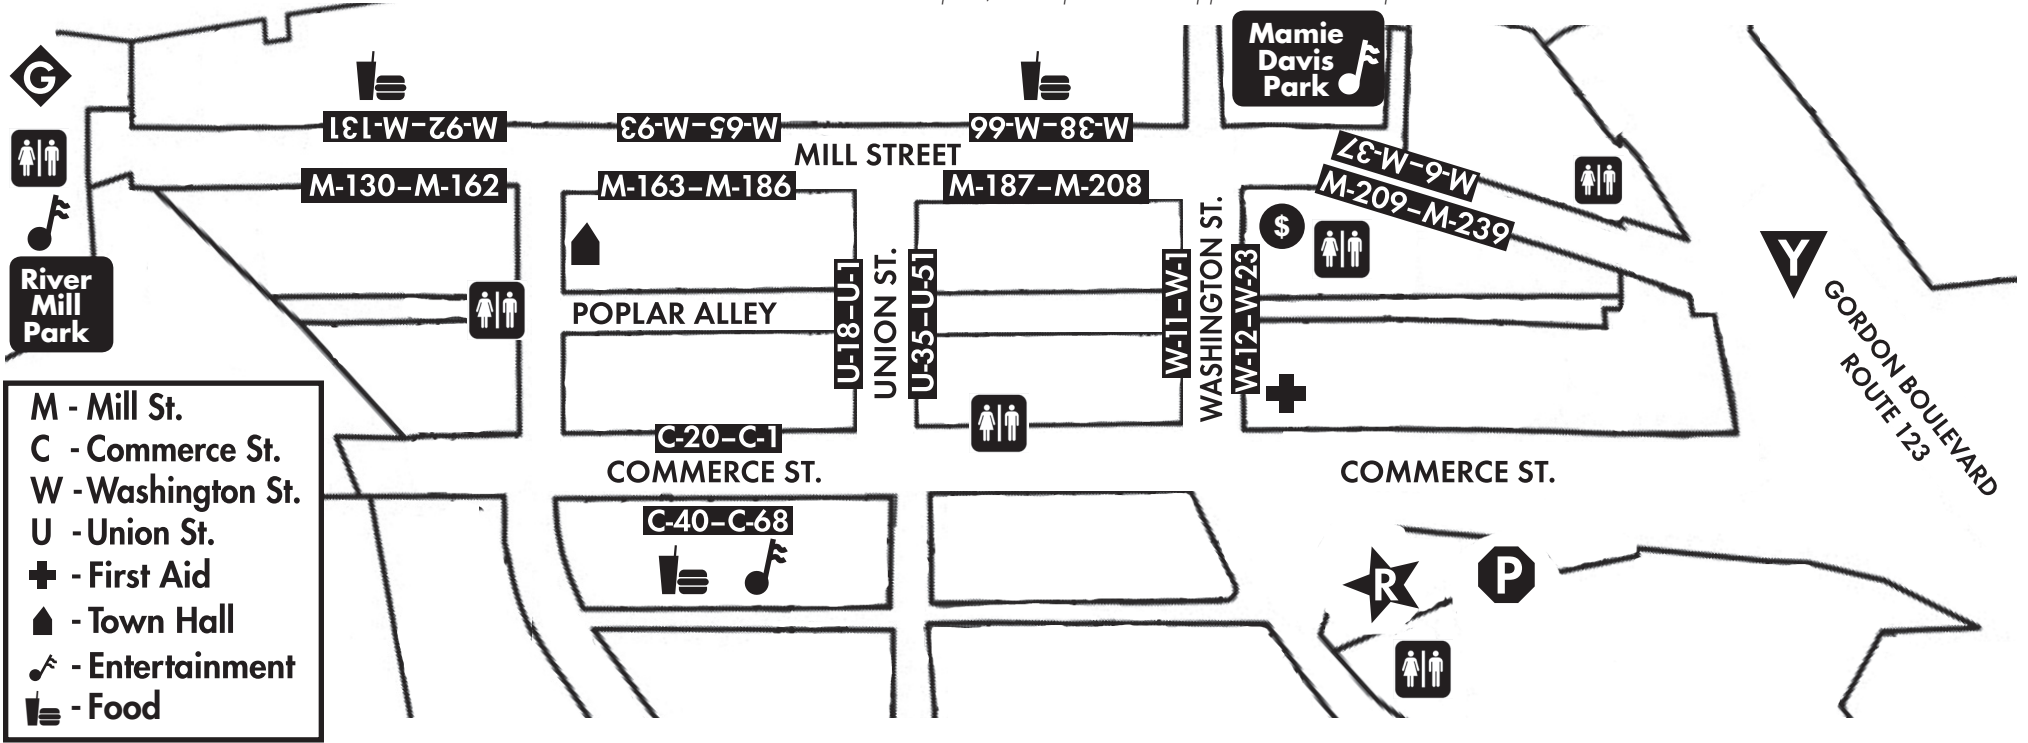 G
Mamie
Davis
Park
W-92-M-131
W-65-M-93
W-38-M-66
MILL STREET
W-6-M-37
M-130-M-162
M-163-M-186
M-187-M-208
M-209-M-239
$
River
Mill
Park
POPLAR ALLEY
U-18-U-1
UNION ST.
U-35-U-51
W-11-W-1
WASHINGTON ST.
W-12-W-23
Y
GORDON BOULEVARD
ROUTE 123
C-20-C-1
COMMERCE ST.
COMMERCE ST.
C-40-C-68
R
P
M - Mill St.
C - Commerce St.
W - Washington St.
U - Union St.
- First Aid
- Town Hall
- Entertainment
- Food